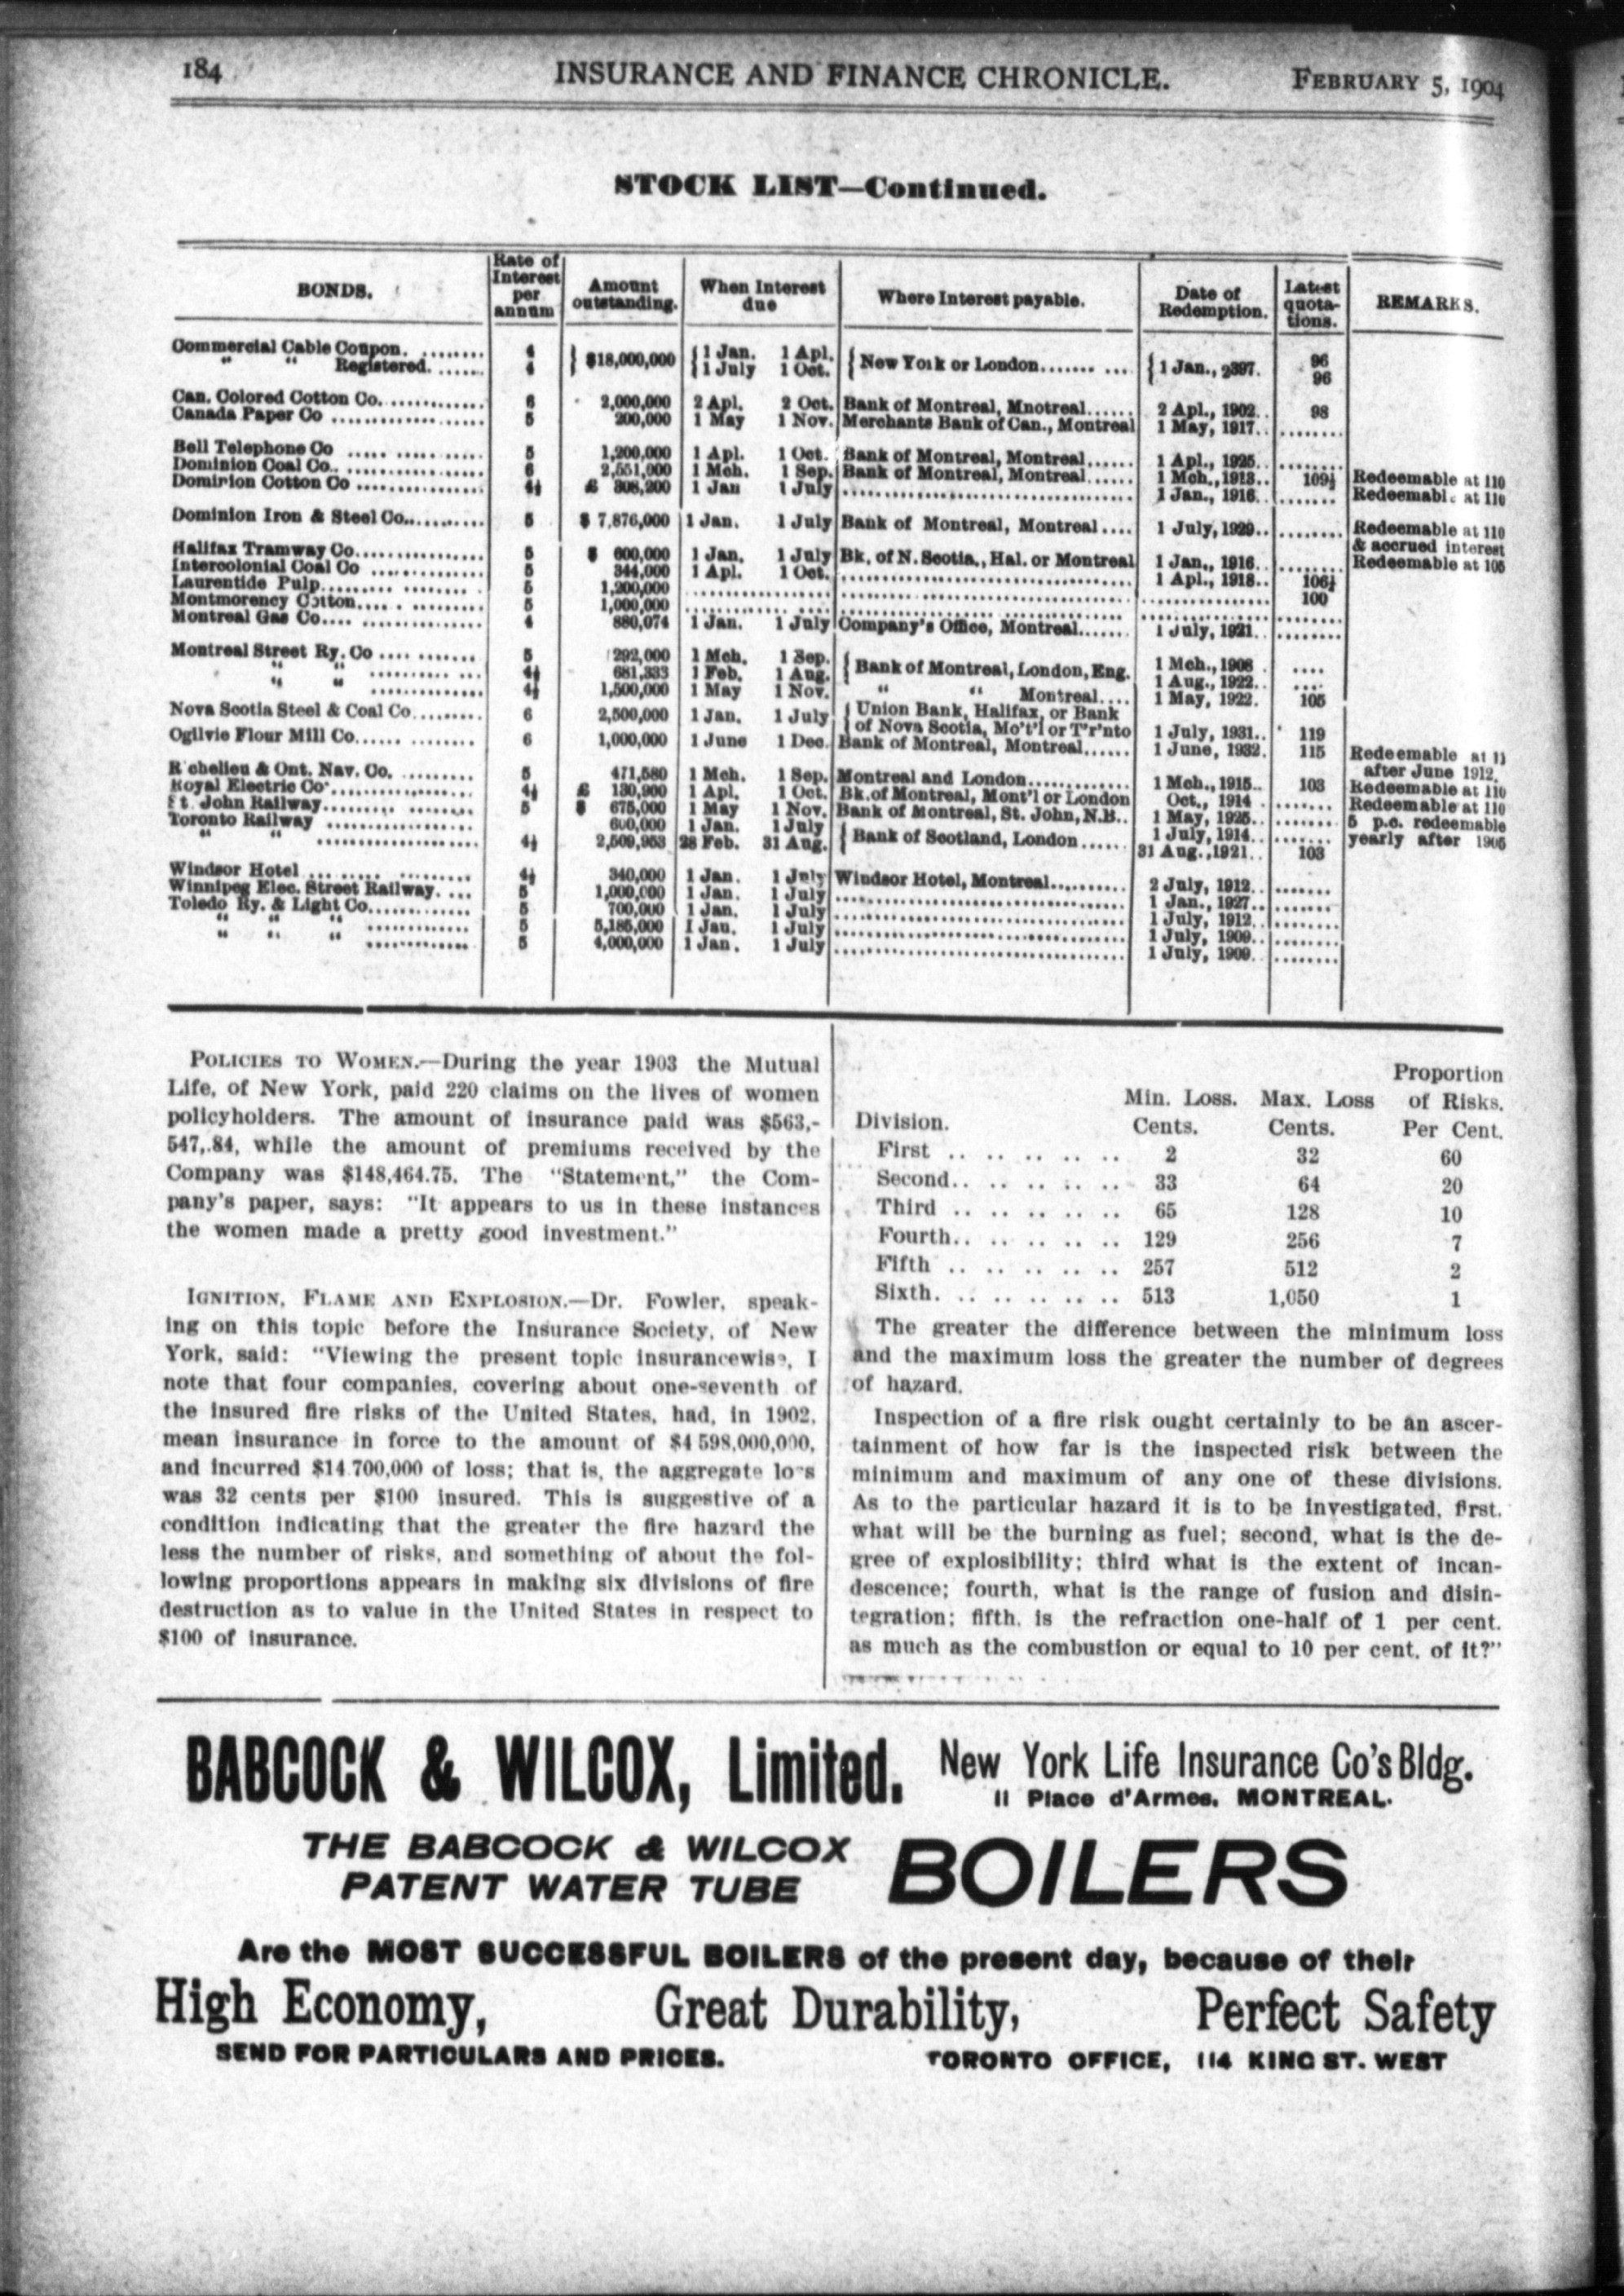 184 INSURANCE AND FINANCE CHRONICLE. FEBRUARY 5, 1904
STOCK LIST—Continued.
BONDS. Rate of Interest per annum Amount outstanding. When Interest due Where Interest payable. Date of Redemption. Latest quotations. REMARKS.
Commercial Cable Coupon. ........ 4 $18,000,000 1 Jan. 1 Apl. New York or London....... ... 1 Jan., 2397. 96
“ “ Registered. ...... 4 1 July 1 Oct. 96
Can. Colored Cotton Co............. 6 2,000,000 2 Apl. 2 Oct. Bank of Montreal, Mnotreal...... 2 Apl., 1902.. 98
Canada Paper Co .................. 5 200,000 1 May 1 Nov. Merchants Bank of Can., Montreal 1 May, 1917.. ........
Bell Telephone Co ..... ........... 5 1,200,000 1 Apl. 1 Oct. Bank of Montreal, Montreal...... 1 Apl., 1925.. ........
Dominion Coal Co.. ................ 6 2,551,000 1 Mch. 1 Sep. Bank of Montreal, Montreal...... 1 Mch., 1913.. 109½ Redeemable at 110
Dominion Cotton Co ............... 4½ £ 308,200 1 Jan 1 July ................ 1 Jan., 1916. ....... Redeemable at 110
Dominion Iron & Steel Co........... 5 $ 7,876,000 1 Jan. 1 July Bank of Montreal, Montreal.... 1 July, 1929.. ........ Redeemable at 110
& accrued interest
Halifax Tramway Co................ 5 $ 600,000 1 Jan. 1 July Bk. of N. Scotia., Hal. or Montreal 1 Jan., 1916. ........ Redeemable at 105
Intercolonial Coal Co .............. 5 344,000 1 Apl. 1 Oct. ................ 1 Apl., 1918.. 106½
Laurentide Pulp......... ........ 5 1,200,000 ................ 100
Montmorency Cotton..... ......... 5 1,000,000 ................
Montreal Gas Co.... ............... 4 880,074 1 Jan. 1 July Company's Office, Montreal...... 1 July, 1921. ........
Montreal Street Ry. Co .... ....... 5 292,000 1 Mch. 1 Sep. Bank of Montreal, London, Eng. 1 Mch., 1908 . ....
“ “ ......... ... 4½ 681,333 1 Feb. 1 Aug. 1 Aug., 1922.. ....
“ “ .............. 4½ 1,500,000 1 May 1 Nov. “ “ Montreal.... 1 May, 1922. 105
Nova Scotia Steel & Coal Co......... 6 2,500,000 1 Jan. 1 July Union Bank, Halifax, or Bank
of Nova Scotia, Mo't'l or T'r'nto 1 July, 1931.. 119
Ogilvie Flour Mill Co...... ........ 6 1,000,000 1 June 1 Dec. Bank of Montreal, Montreal...... 1 June, 1932. 115 Redeemable at 11
after June 1912.
Richelieu & Ont. Nav. Co. ......... 5 471,580 1 Mch. 1 Sep. Montreal and London............ 1 Mch., 1915.. 103 Redeemable at 110
Royal Electric Co.................. 4½ £ 130,900 1 Apl. 1 Oct. Bk. of Montreal, Mont'l or London Oct., 1914 . ....... Redeemable at 110
St. John Railway......... ........ 5 $ 675,000 1 May 1 Nov. Bank of Montreal, St. John, N.B.. 1 May, 1925.. ....... 5 p.c. redeemable
Toronto Railway .................. 600,000 1 Jan. 1 July Bank of Scotland, London...... 1 July, 1914.. ....... yearly after 1905
“ “ .................... 4½ 2,509,953 28 Feb. 31 Aug. 31 Aug., 1921.. 103
Windsor Hotel ... ..... ......... 4½ 340,000 1 Jan. 1 July Windsor Hotel, Montreal.......... 2 July, 1912.. .......
Winnipeg Elec. Street Railway. ... 5 1,000,000 1 Jan. 1 July ................ 1 Jan., 1927.. .......
Toledo Ry. & Light Co............. 5 700,000 1 Jan. 1 July ................ 1 July, 1912.. ........
“ “ “ ............. 5 5,185,000 1 Jan. 1 July ................ 1 July, 1909.. ........
“ “ “ ............. 5 4,000,000 1 Jan. 1 July ................ 1 July, 1909. ........
POLICIES TO WOMEN.—During the year 1903 the Mutual
Life, of New York, paid 220 claims on the lives of women
policyholders. The amount of insurance paid was $563,-
547,.84, while the amount of premiums received by the
Company was $148,464.75. The “Statement,” the Com-
pany's paper, says: “It appears to us in these instances
the women made a pretty good investment.”
IGNITION, FLAME AND EXPLOSION.—Dr. Fowler, speak-
ing on this topic before the Insurance Society, of New
York, said: “Viewing the present topic insurancewise, I
note that four companies, covering about one-seventh of
the insured fire risks of the United States, had, in 1902,
mean insurance in force to the amount of $4 598,000,000,
and incurred $14.700,000 of loss; that is, the aggregate loss
was 32 cents per $100 insured. This is suggestive of a
condition indicating that the greater the fire hazard the
less the number of risks, and something of about the fol-
lowing proportions appears in making six divisions of fire
destruction as to value in the United States in respect to
$100 of insurance.
Proportion
Min. Loss. Max. Loss of Risks.
Division. Cents. Cents. Per Cent.
First .. .. .. .. .. 2 32 60
Second.. .. .. .. .. 33 64 20
Third .. .. .. .. .. 65 128 10
Fourth.. .. .. .. .. 129 256 7
Fifth .. .. .. .. .. 257 512 2
Sixth. .. .. .. .. .. 513 1,050 1
The greater the difference between the minimum loss
and the maximum loss the greater the number of degrees
of hazard.
Inspection of a fire risk ought certainly to be an ascer-
tainment of how far is the inspected risk between the
minimum and maximum of any one of these divisions.
As to the particular hazard it is to be investigated, first,
what will be the burning as fuel; second, what is the de-
gree of explosibility; third what is the extent of incan-
descence; fourth, what is the range of fusion and disin-
tegration; fifth, is the refraction one-half of 1 per cent.
as much as the combustion or equal to 10 per cent. of it?”
BABCOCK & WILCOX, Limited. New York Life Insurance Co's Bldg.
11 Place d'Armes, MONTREAL.
THE BABCOCK & WILCOX
PATENT WATER TUBE BOILERS
Are the MOST SUCCESSFUL BOILERS of the present day, because of their
High Economy, Great Durability, Perfect Safety
SEND FOR PARTICULARS AND PRICES. TORONTO OFFICE, 114 KING ST. WEST